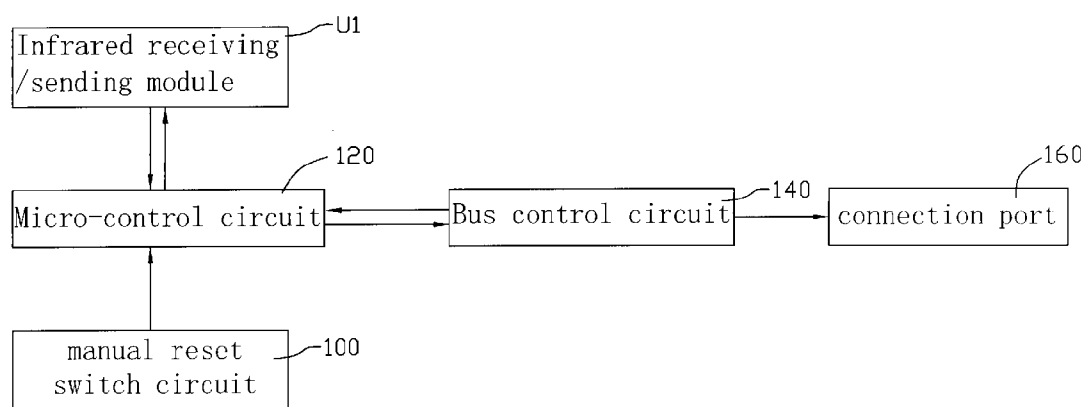 U1
Infrared receiving
/sending module
120
Micro-control circuit
140
Bus control circuit
160
connection port
100
manual reset
switch circuit